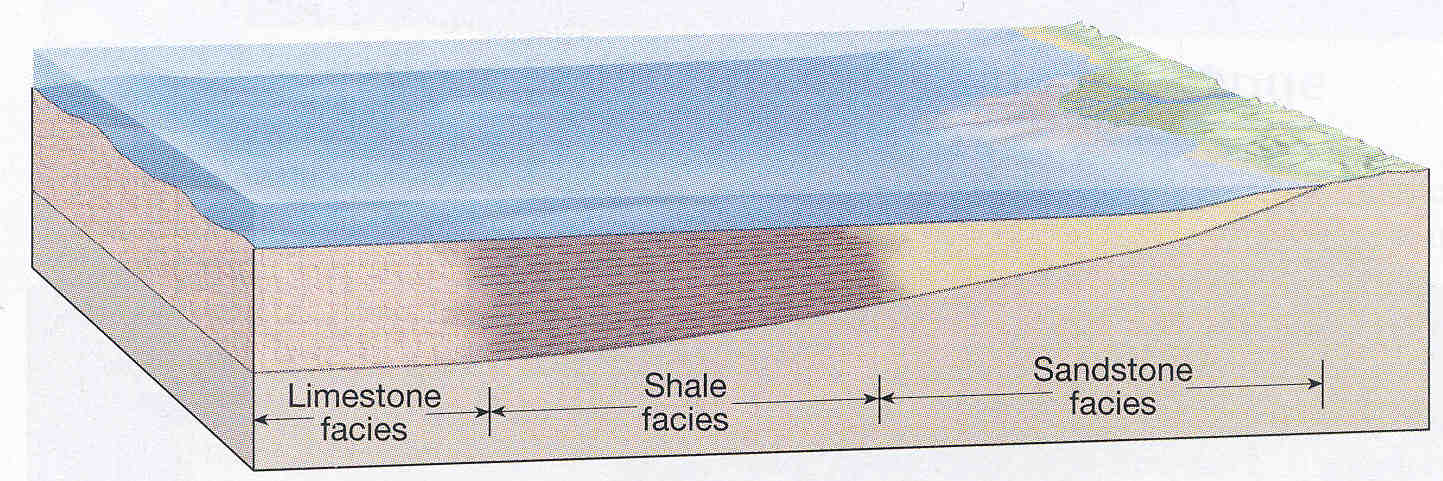 Limestone
facies
Shale
facies
Sandstone
facies